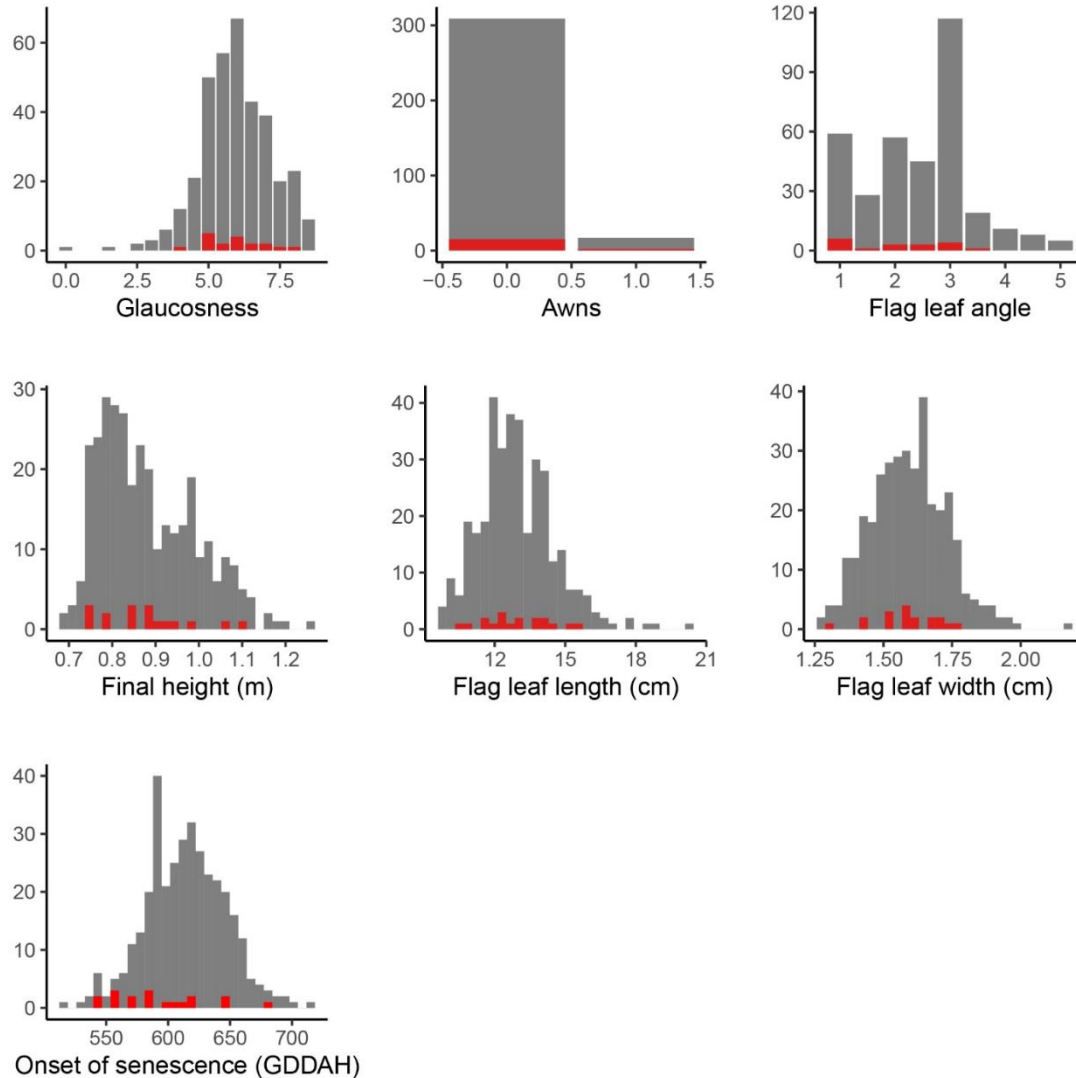 60
40
20
0
0.0 2.5 5.0 7.5
Glaucosness
300
200
100
0
−0.5 0.0 0.5 1.0 1.5
Awns
120
90
60
30
0
1 2 3 4 5
Flag leaf angle
30
20
10
0
0.7 0.8 0.9 1.0 1.1 1.2
Final height (m)
40
30
20
10
0
12 15 18 21
Flag leaf length (cm)
40
30
20
10
0
1.25 1.50 1.75 2.00
Flag leaf width (cm)
40
30
20
10
0
550 600 650 700
Onset of senescence (GDDAH)